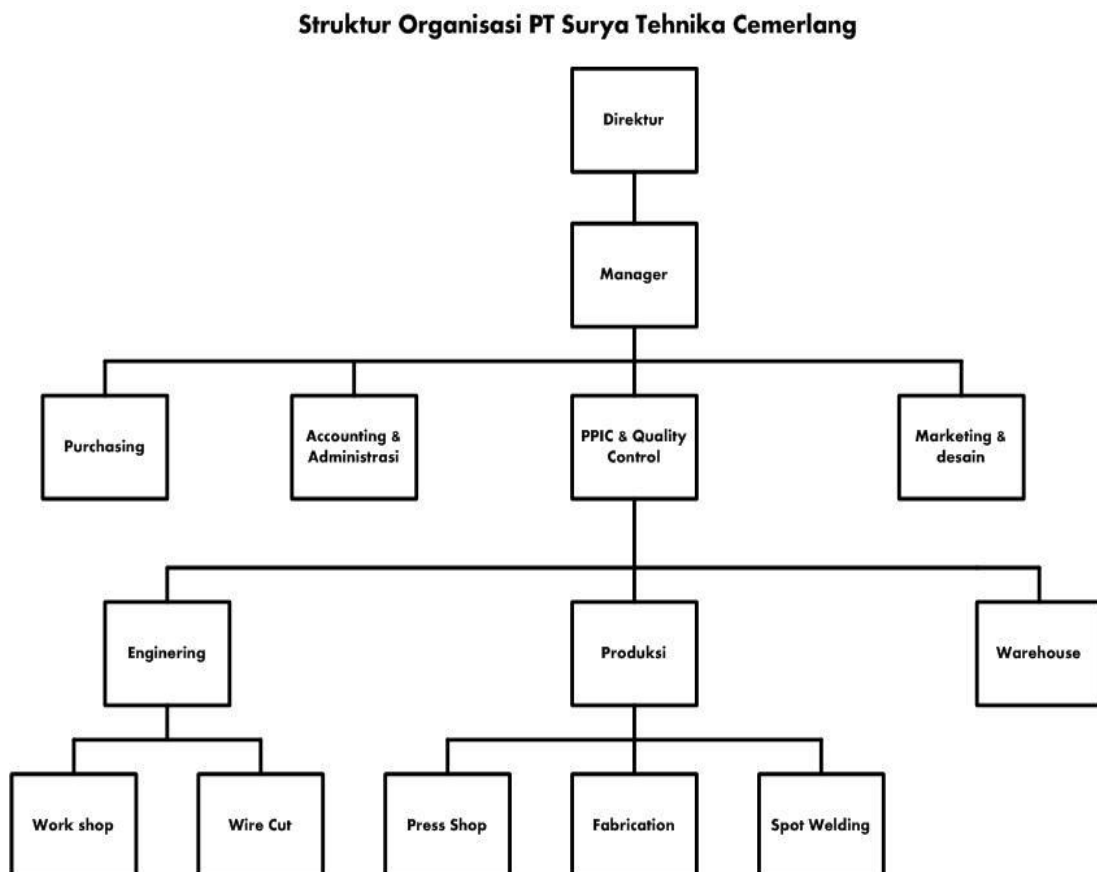 Struktur Organisasi PT Surya Tehnika Cemerlang
Direktur
Manager
Purchasing
Accounting &
Administrasi
PPIC & Quality
Control
Marketing &
desain
Enginering
Produksi
Warehouse
Work shop
Wire Cut
Press Shop
Fabrication
Spot Welding